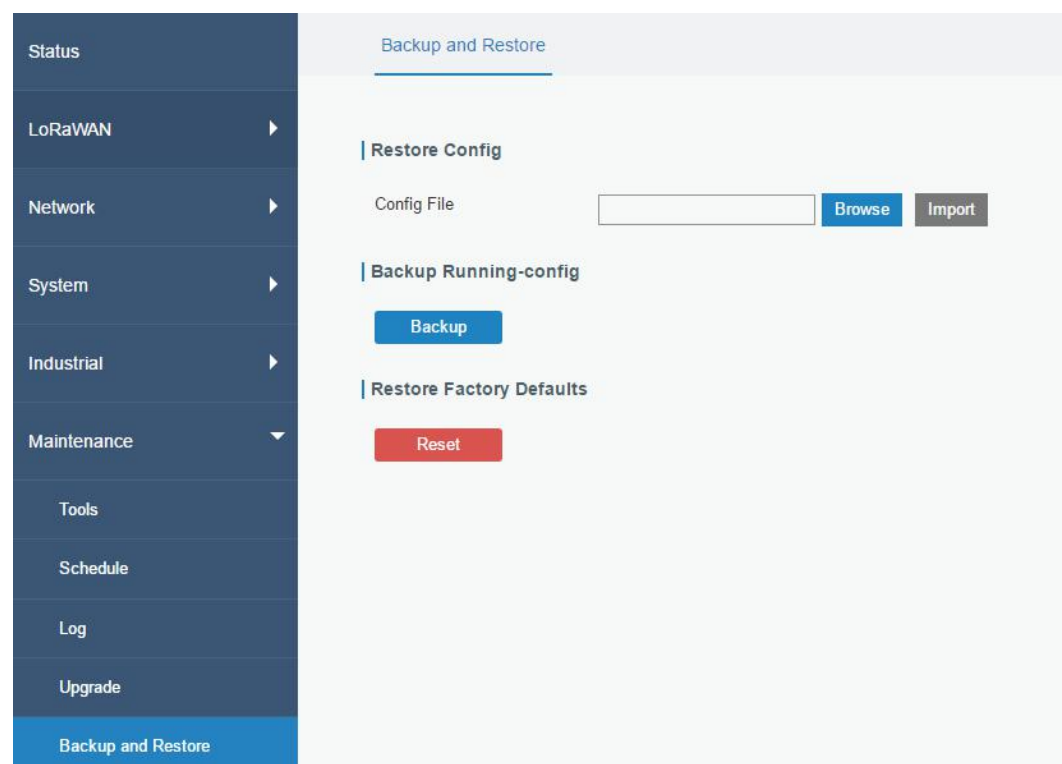 Status
LoRaWAN
Network
System
Industrial
Maintenance
Tools
Schedule
Log
Upgrade
Backup and Restore
Backup and Restore
Restore Config
Config File Browse Import
Backup Running-config
Backup
Restore Factory Defaults
Reset